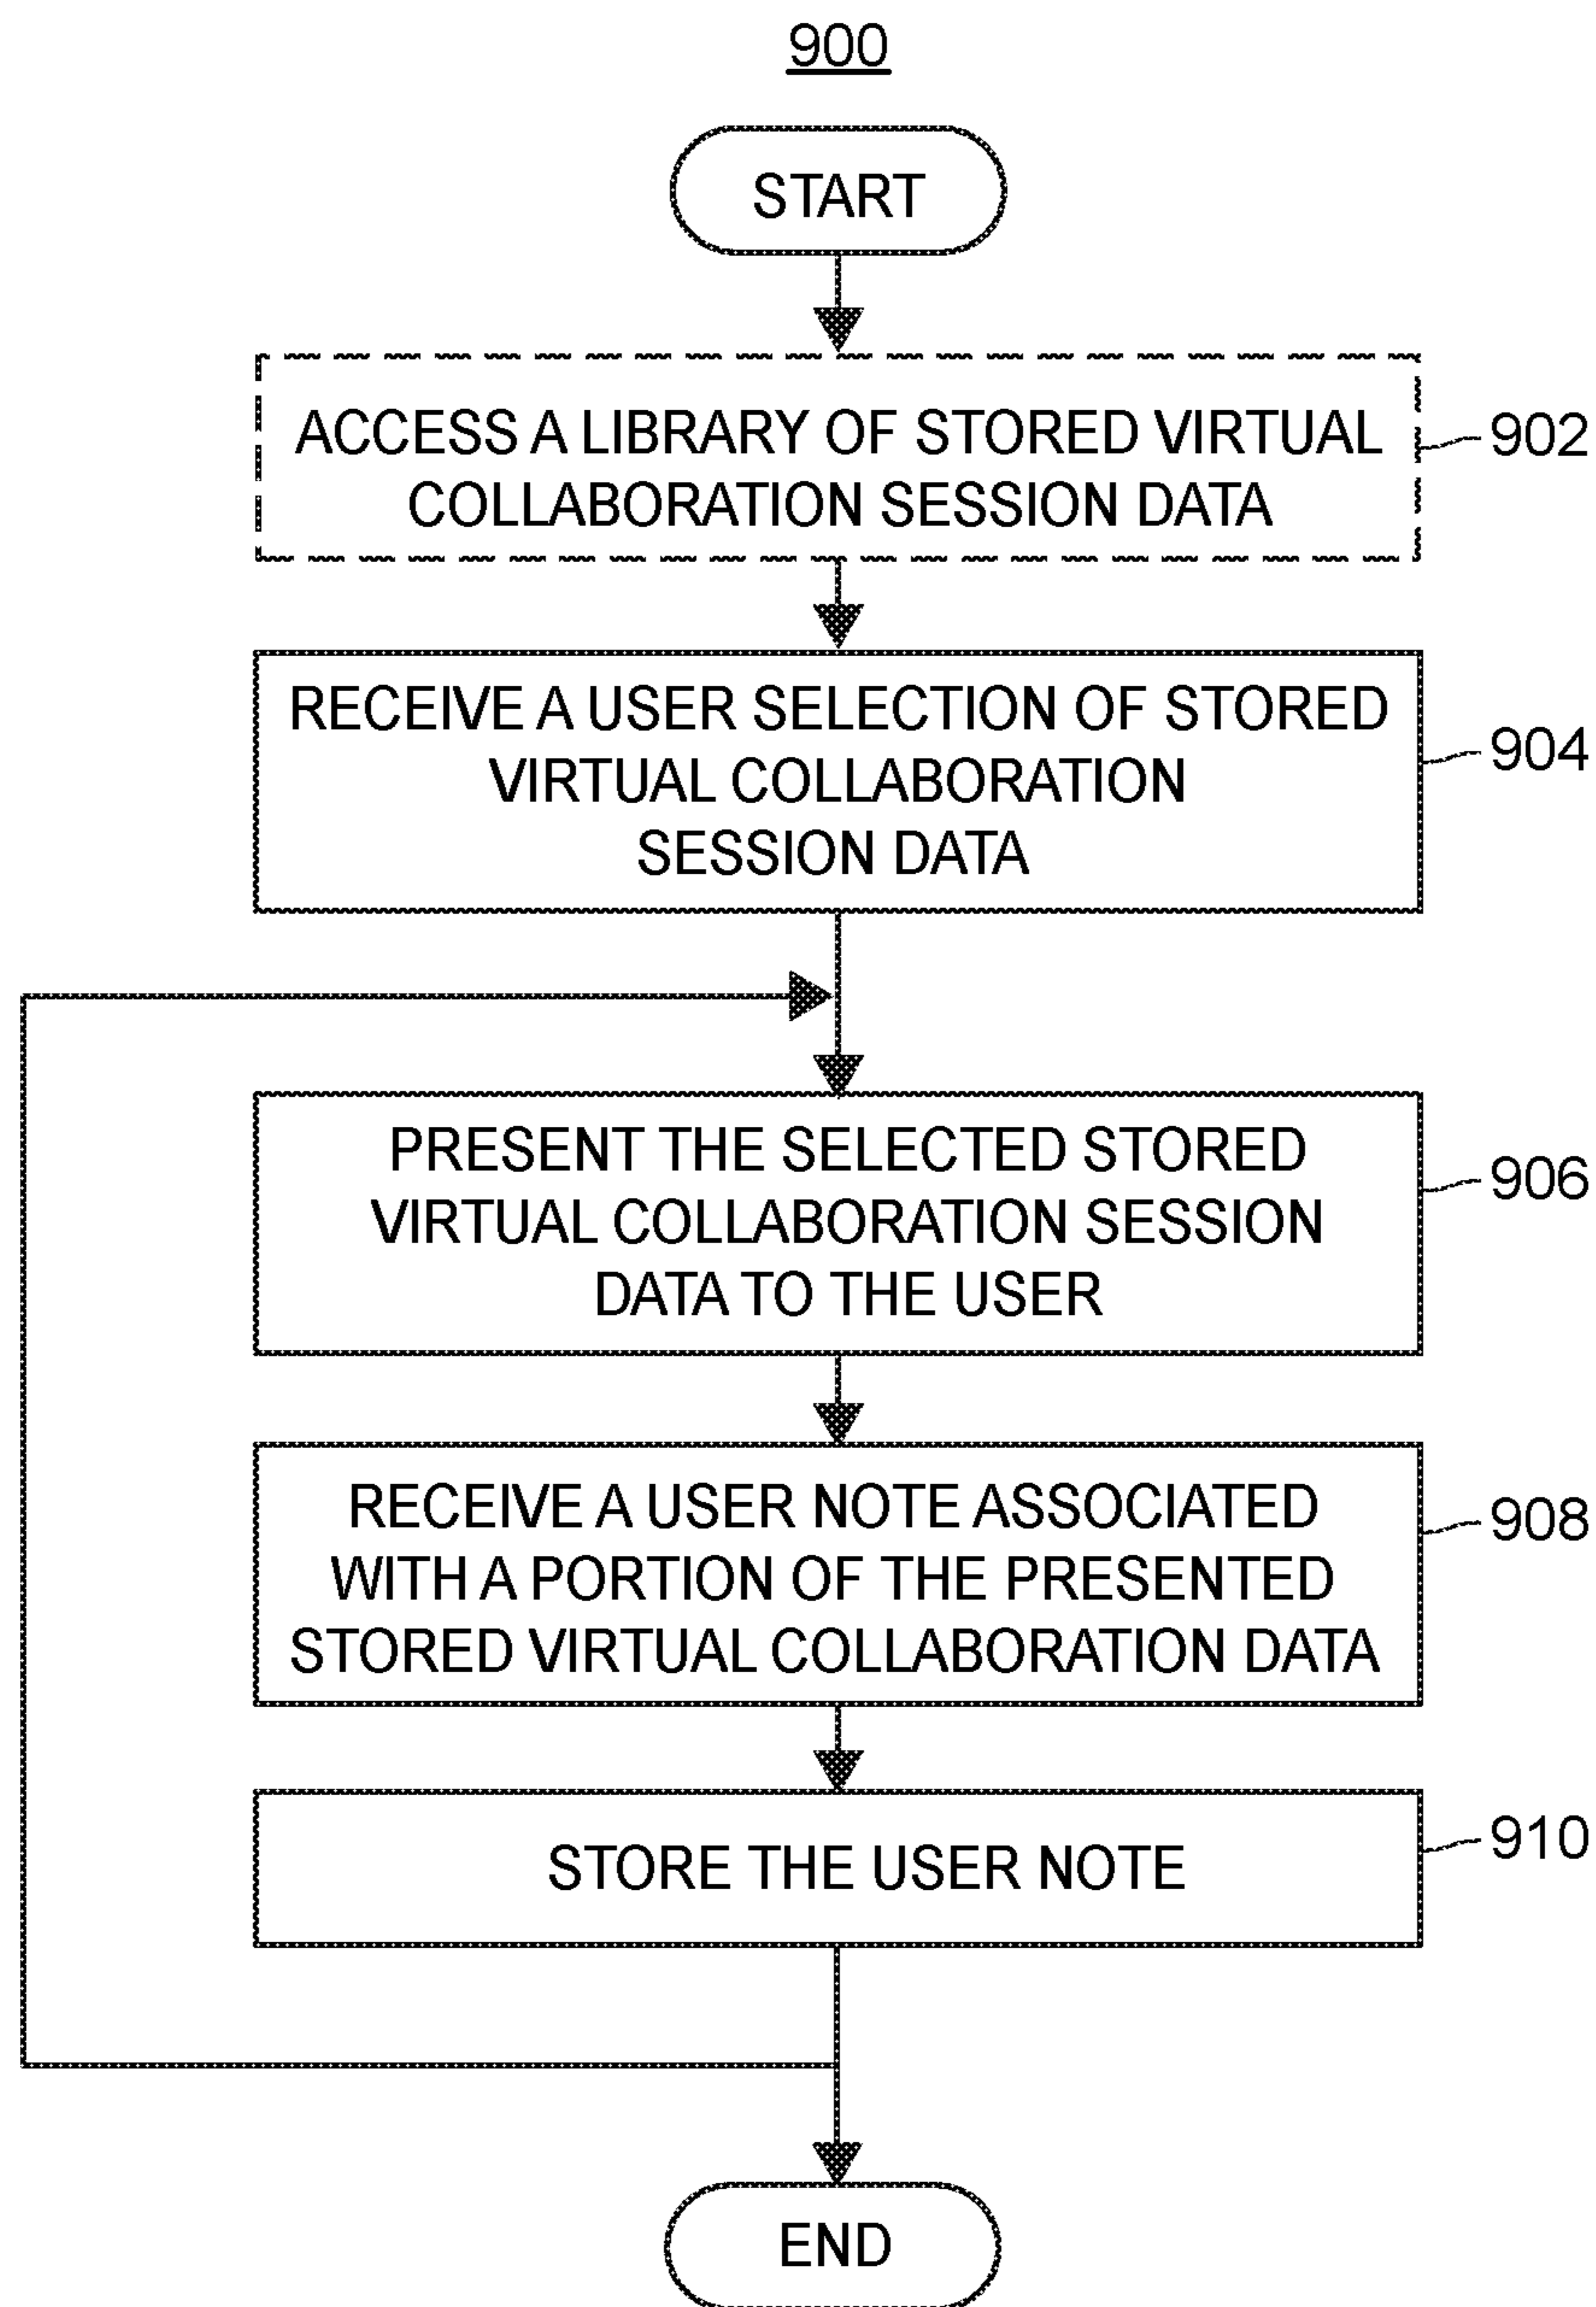 900
START
ACCESS A LIBRARY OF STORED VIRTUAL
COLLABORATION SESSION DATA
902
RECEIVE A USER SELECTION OF STORED
VIRTUAL COLLABORATION
SESSION DATA
904
PRESENT THE SELECTED STORED
VIRTUAL COLLABORATION SESSION
DATA TO THE USER
906
RECEIVE A USER NOTE ASSOCIATED
WITH A PORTION OF THE PRESENTED
STORED VIRTUAL COLLABORATION DATA
908
STORE THE USER NOTE
910
END